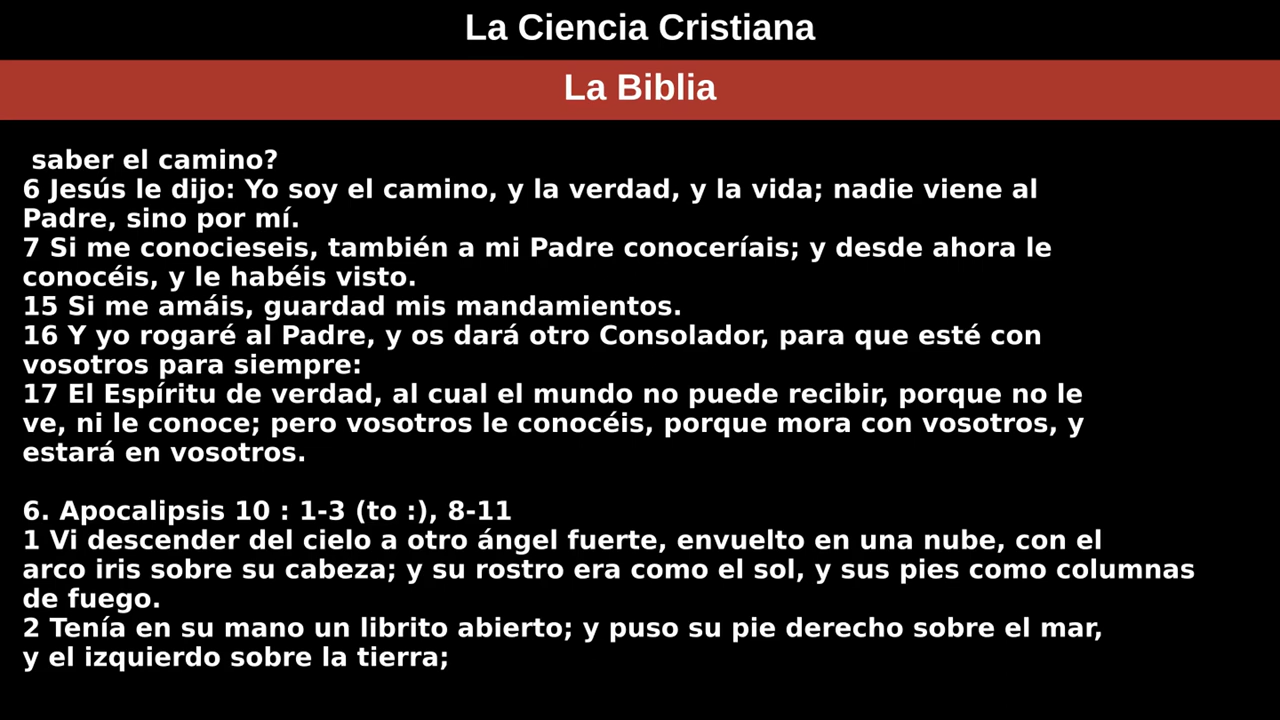 La Ciencia Cristiana
La Biblia
saber el camino?
6 Jesús le dijo: Yo soy el camino, y la verdad, y la vida; nadie viene al
Padre, sino por mí.
7 Si me conocieseis, también a mi Padre conoceríais; y desde ahora le
conocéis, y le habéis visto.
15 Si me amáis, guardad mis mandamientos.
16 Y yo rogaré al Padre, y os dará otro Consolador, para que esté con
vosotros para siempre:
17 El Espíritu de verdad, al cual el mundo no puede recibir, porque no le
ve, ni le conoce; pero vosotros le conocéis, porque mora con vosotros, y
estará en vosotros.
6. Apocalipsis 10 : 1-3 (to :), 8-11
1 Vi descender del cielo a otro ángel fuerte, envuelto en una nube, con el
arco iris sobre su cabeza; y su rostro era como el sol, y sus pies como columnas
de fuego.
2 Tenía en su mano un librito abierto; y puso su pie derecho sobre el mar,
y el izquierdo sobre la tierra;